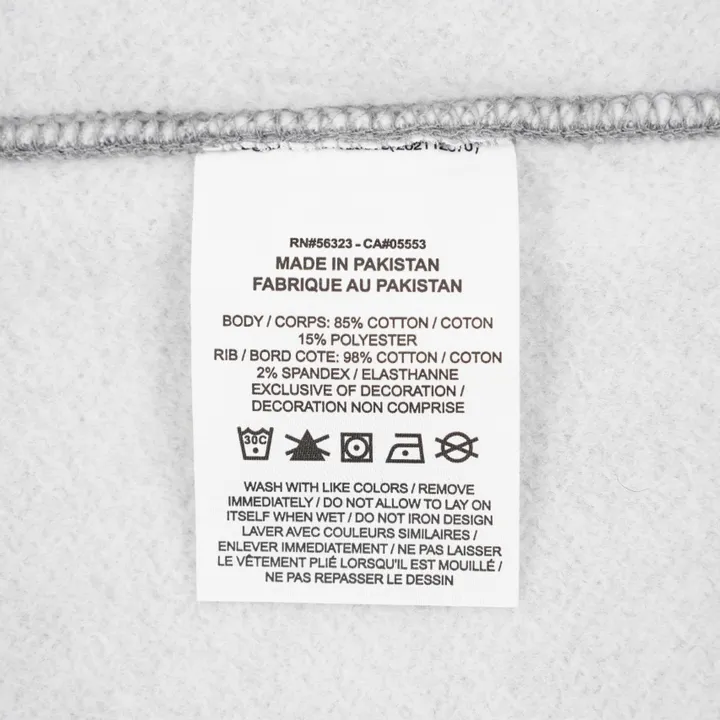 RN#56323 - CA#05553
MADE IN PAKISTAN
FABRIQUE AU PAKISTAN
BODY / CORPS: 85% COTTON / COTON
15% POLYESTER
RIB / BORD COTE: 98% COTTON / COTON
2% SPANDEX / ELASTHANNE
EXCLUSIVE OF DECORATION /
DECORATION NON COMPRISE
30C
WASH WITH LIKE COLORS / REMOVE
IMMEDIATELY / DO NOT ALLOW TO LAY ON
ITSELF WHEN WET / DO NOT IRON DESIGN
LAVER AVEC COULEURS SIMILAIRES /
ENLEVER IMMEDIATEMENT / NE PAS LAISSER
LE VÊTEMENT PLIÉ LORSQU'IL EST MOUILLÉ /
NE PAS REPASSER LE DESSIN